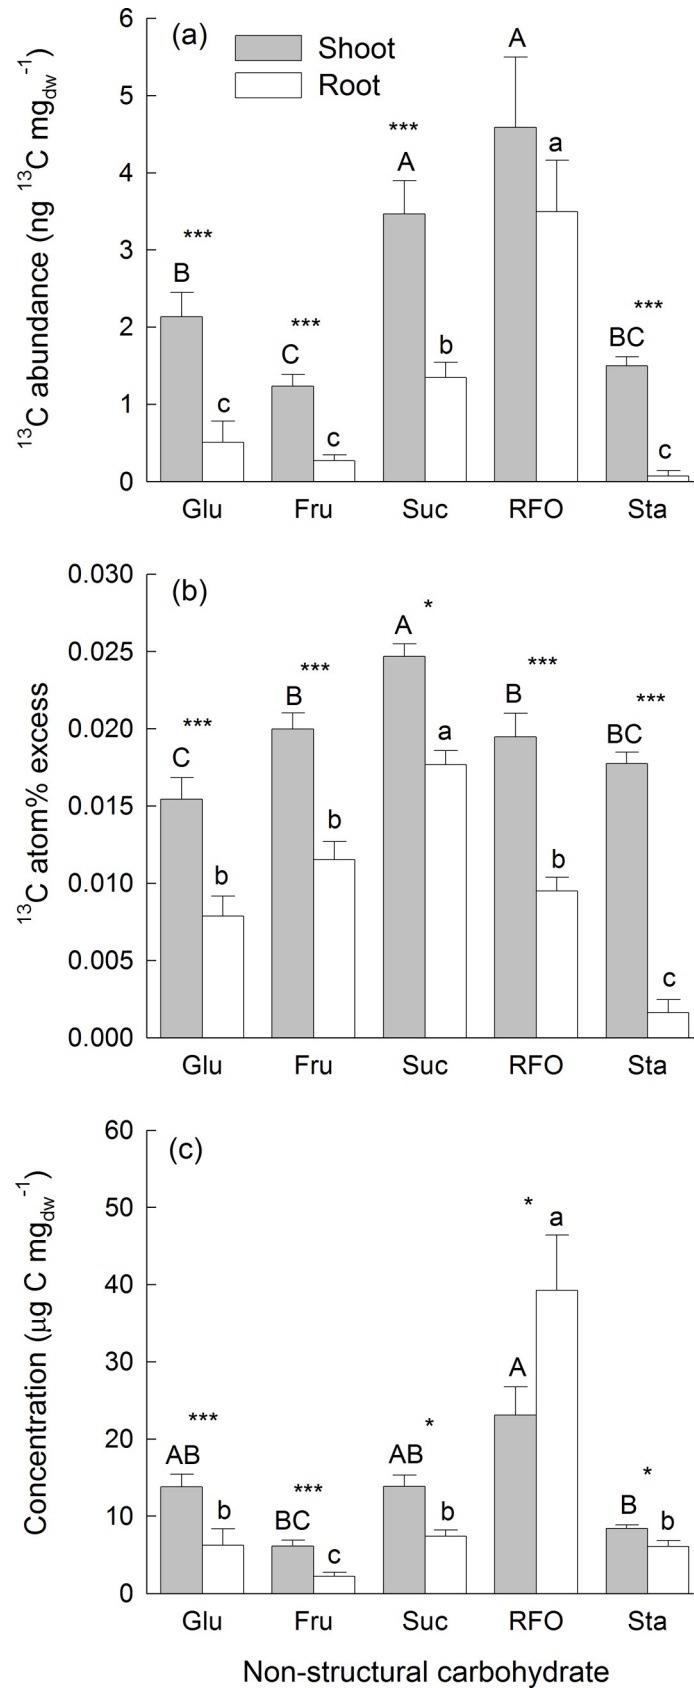 (a)
Shoot
Root
¹³C abundance (ng ¹³C mg_dw⁻¹)
6
5
4
3
2
1
0
***
B
c
***
C
c
***
A
b
A
a
***
BC
c
Glu Fru Suc RFO Sta
(b)
¹³C atom% excess
0.030
0.025
0.020
0.015
0.010
0.005
0.000
***
C
b
***
B
b
*
A
a
***
B
b
***
BC
c
Glu Fru Suc RFO Sta
(c)
Concentration (µg C mg_dw⁻¹)
60
50
40
30
20
10
0
***
AB
b
***
BC
c
*
AB
b
*
A
a
*
B
b
Glu Fru Suc RFO Sta
Non-structural carbohydrate